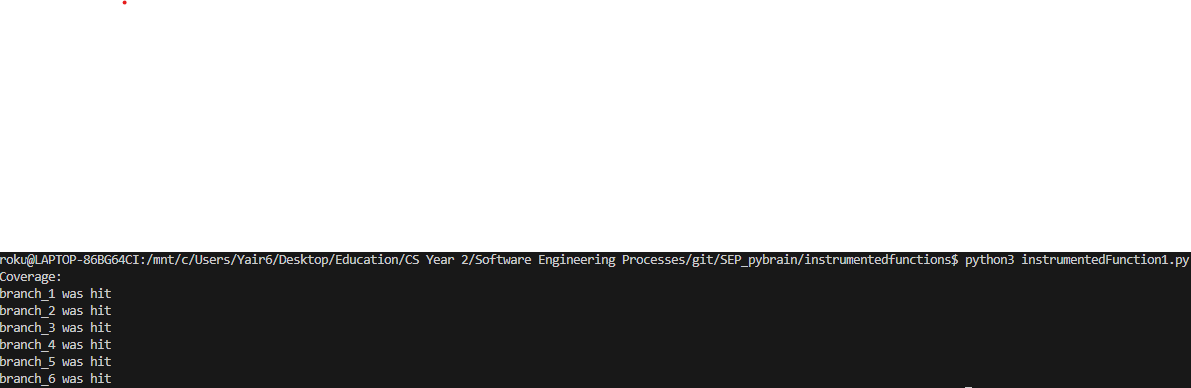 roku@LAPTOP-86BG64CI:/mnt/c/Users/Yair6/Desktop/Education/CS Year 2/Software Engineering Processes/git/SEP_pybrain/instrumentedfunctions$ python3 instrumentedFunction1.py
Coverage:
branch_1 was hit
branch_2 was hit
branch_3 was hit
branch_4 was hit
branch_5 was hit
branch_6 was hit